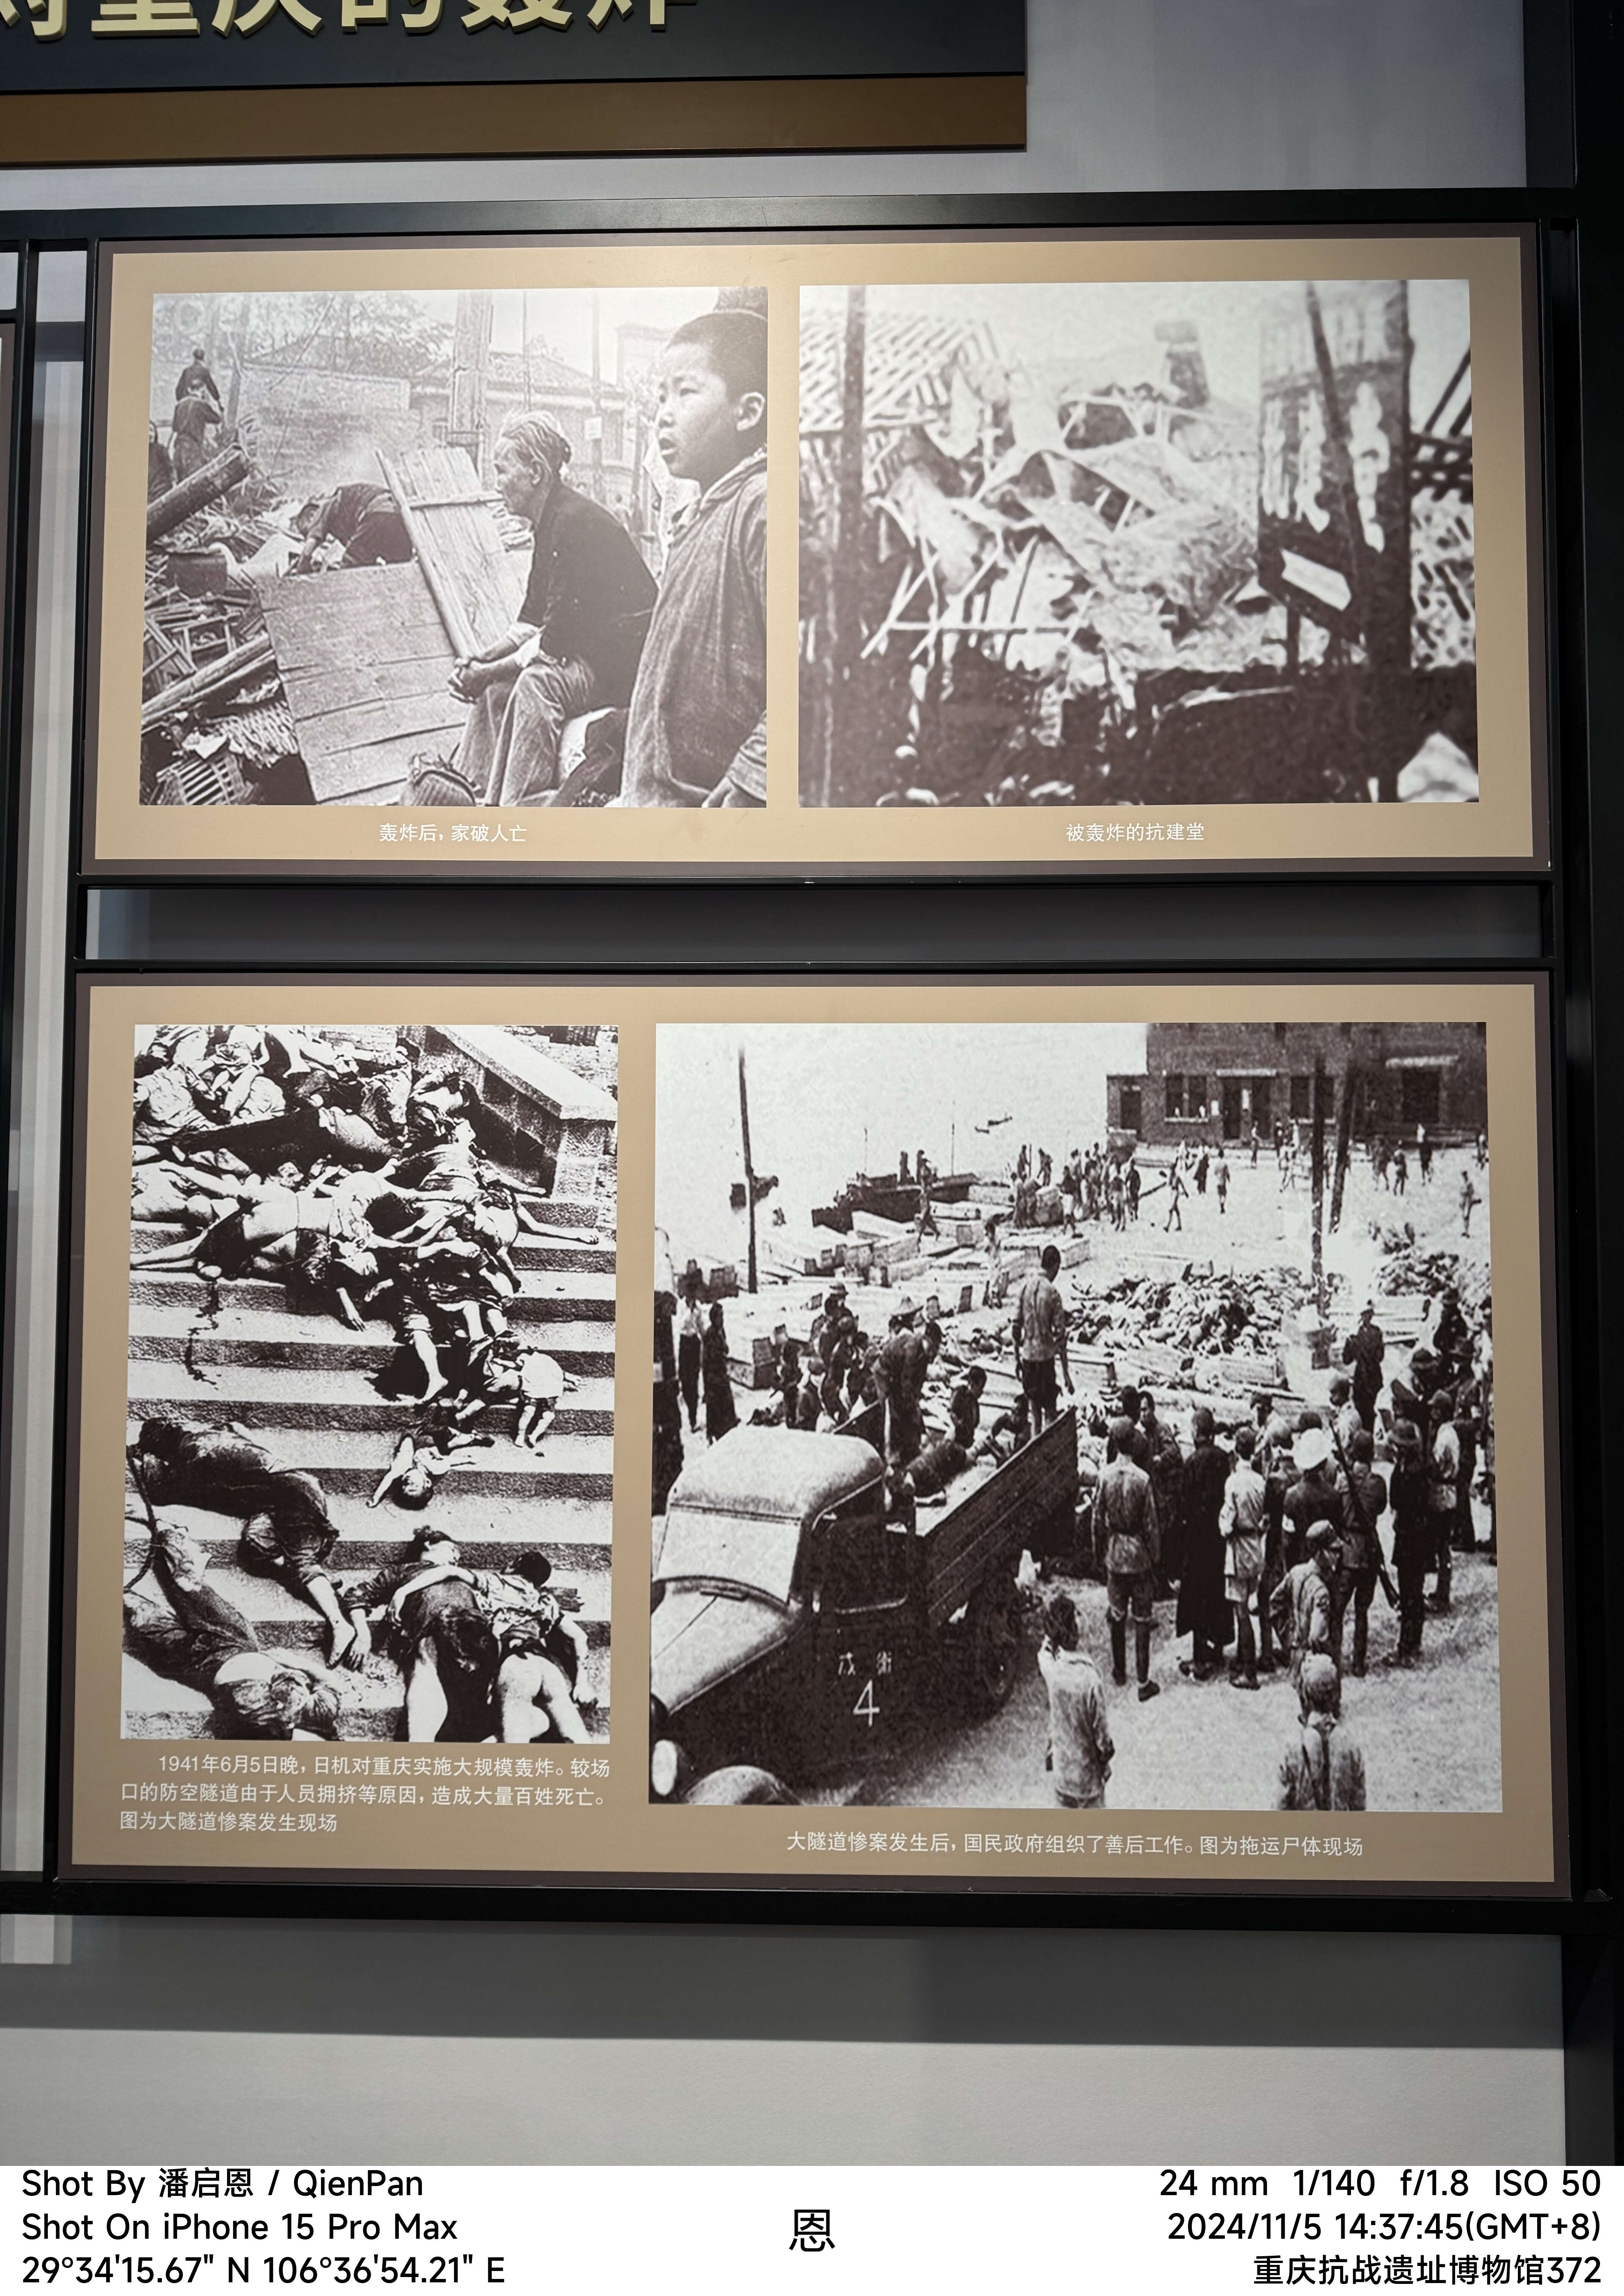 对重庆的轰炸
轰炸后，家破人亡
被轰炸的抗建堂
茂 街
4
1941年6月5日晚，日机对重庆实施大规模轰炸。较场
口的防空隧道由于人员拥挤等原因，造成大量百姓死亡。
图为大隧道惨案发生现场
大隧道惨案发生后，国民政府组织了善后工作。图为拖运尸体现场
Shot By 潘启恩 / QienPan
Shot On iPhone 15 Pro Max
29°34'15.67" N 106°36'54.21" E
恩
24 mm 1/140 f/1.8 ISO 50
2024/11/5 14:37:45(GMT+8)
重庆抗战遗址博物馆372